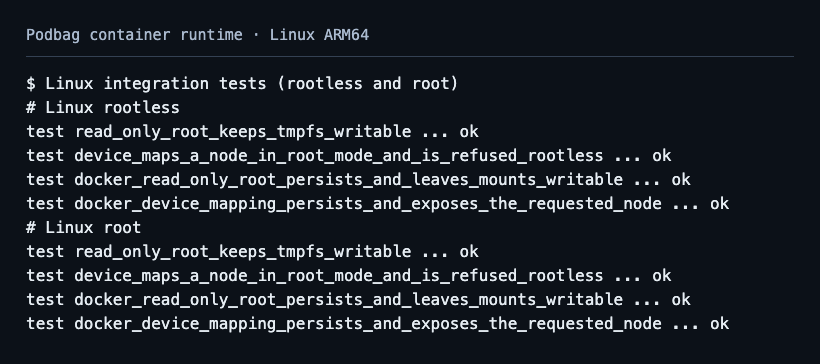 Podbag container runtime · Linux ARM64
$ Linux integration tests (rootless and root)
# Linux rootless
test read_only_root_keeps_tmpfs_writable ... ok
test device_maps_a_node_in_root_mode_and_is_refused_rootless ... ok
test docker_read_only_root_persists_and_leaves_mounts_writable ... ok
test docker_device_mapping_persists_and_exposes_the_requested_node ... ok
# Linux root
test read_only_root_keeps_tmpfs_writable ... ok
test device_maps_a_node_in_root_mode_and_is_refused_rootless ... ok
test docker_read_only_root_persists_and_leaves_mounts_writable ... ok
test docker_device_mapping_persists_and_exposes_the_requested_node ... ok